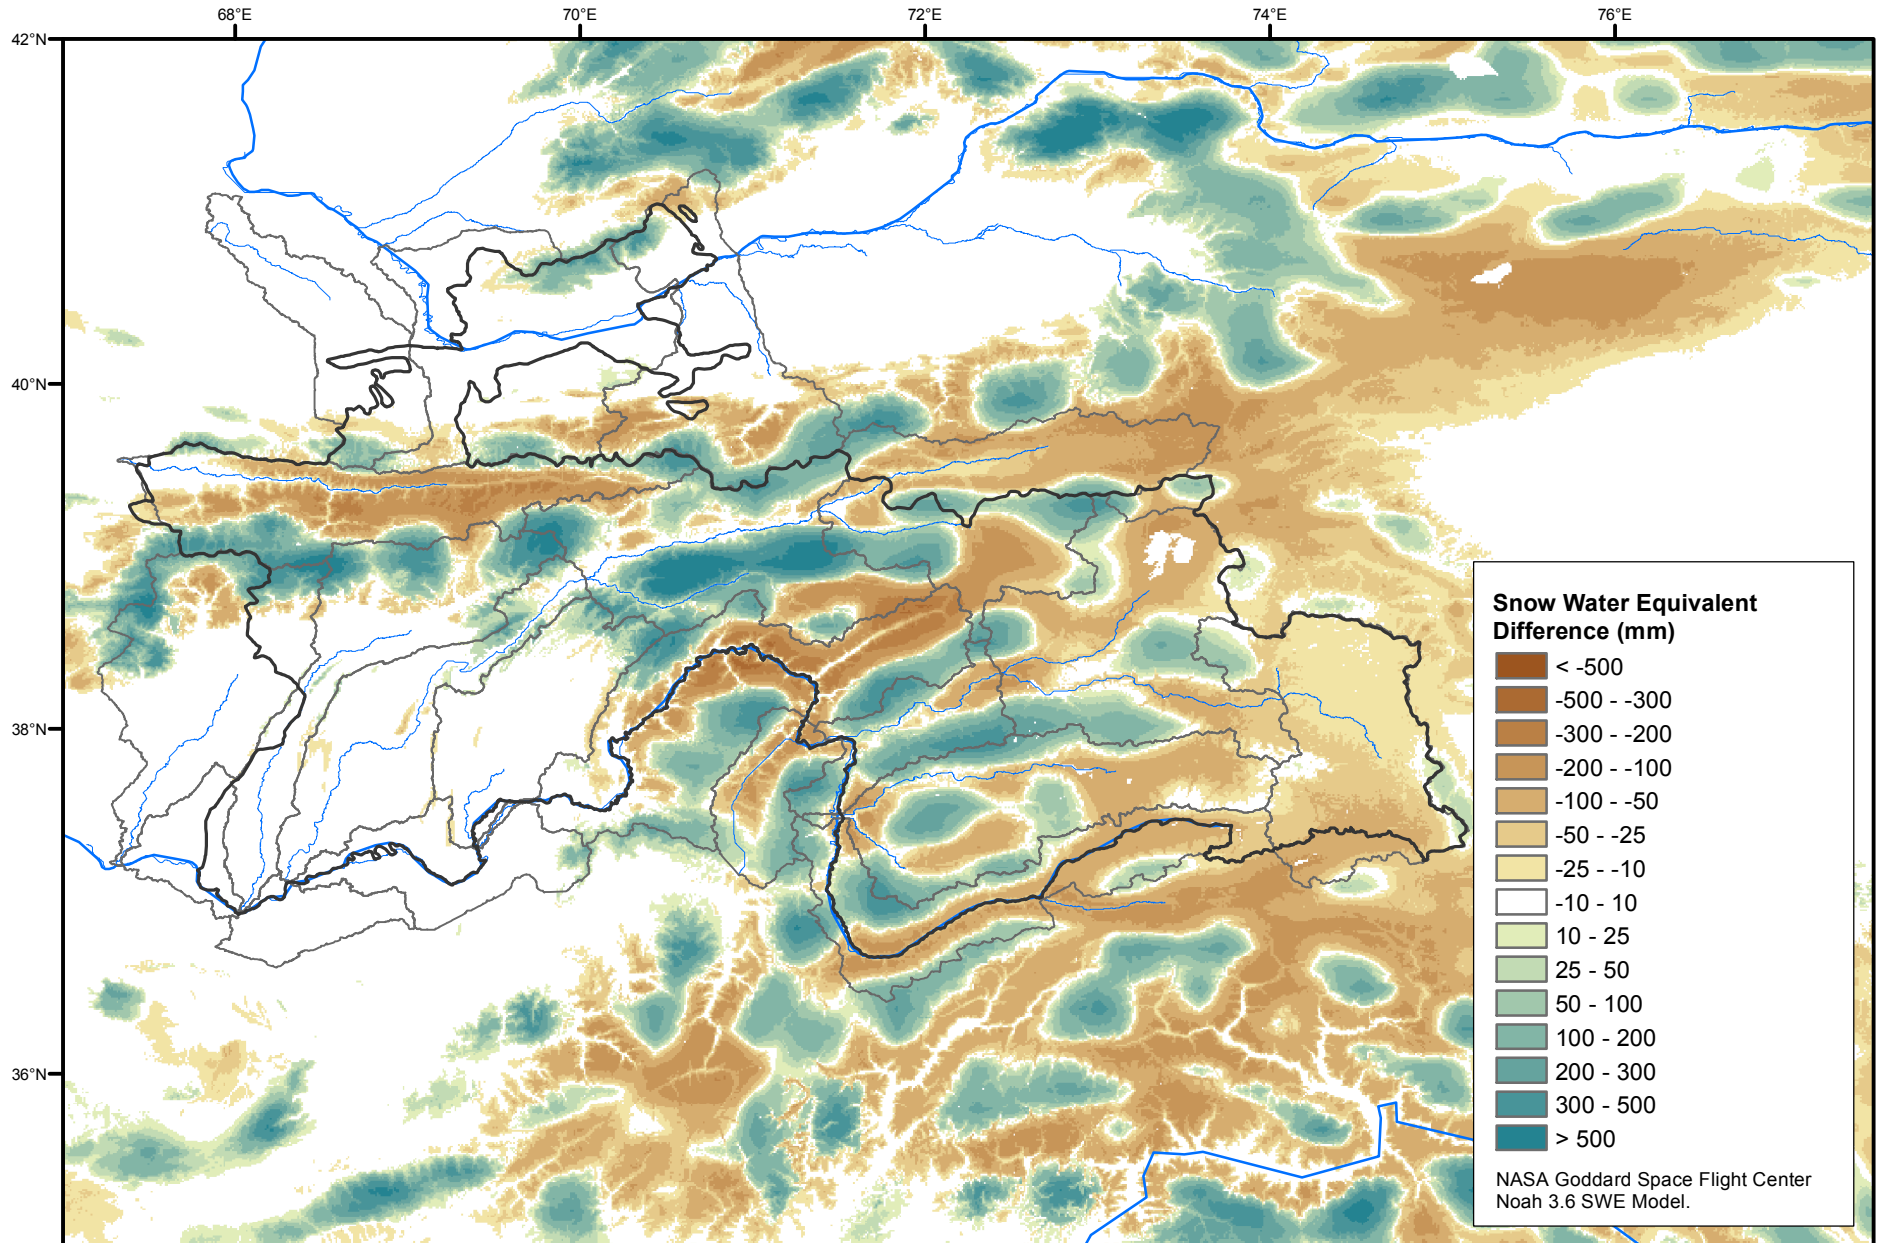 68°E 70°E 72°E 74°E 76°E
42°N
40°N
38°N
36°N
Snow Water Equivalent
Difference (mm)
< -500
-500 - -300
-300 - -200
-200 - -100
-100 - -50
-50 - -25
-25 - -10
-10 - 10
10 - 25
25 - 50
50 - 100
100 - 200
200 - 300
300 - 500
> 500
NASA Goddard Space Flight Center
Noah 3.6 SWE Model.